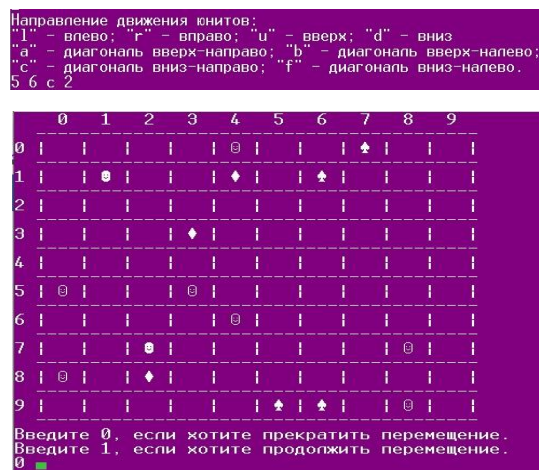 Направление движения юнитов:
"l" – влево; "r" – вправо; "u" – вверх; "d" – вниз
"a" – диагональ вверх-направо; "b" – диагональ вверх-налево;
"c" – диагональ вниз-направо; "f" – диагональ вниз-налево.
5 6 c 2
0 1 2 3 4 5 6 7 8 9
0 | | | | | ☺ | | | ♠ | | |
1 | | ☻ | | | ♦ | | ♠ | | | |
2 | | | | | | | | | | |
3 | | | | ♦ | | | | | | |
4 | | | | | | | | | | |
5 | ☺ | | | ☺ | | | | | | |
6 | | | | | ☺ | | | | | |
7 | | | ☻ | | | | | | ☺ | |
8 | ☺ | | ♦ | | | | | | | |
9 | | | | | | ♠ | ♠ | | ☺ | |
Введите 0, если хотите прекратить перемещение.
Введите 1, если хотите продолжить перемещение.
0